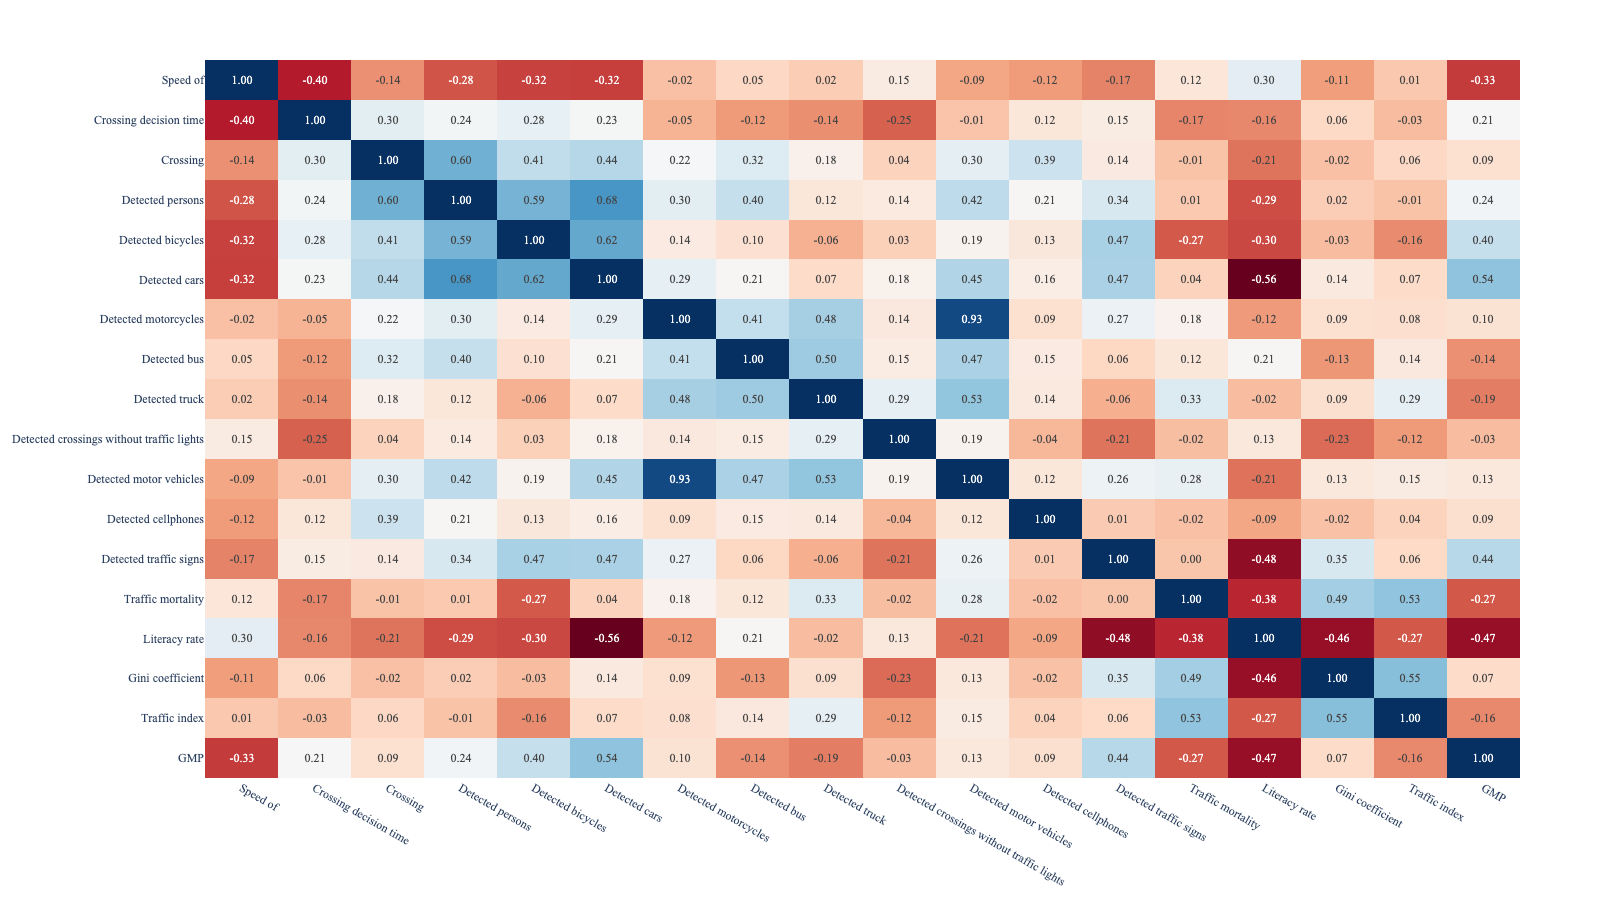 Speed of 1.00 -0.40 -0.14 -0.28 -0.32 -0.32 -0.02 0.05 0.02 0.15 -0.09 -0.12 -0.17 0.12 0.30 -0.11 0.01 -0.33
Crossing decision time -0.40 1.00 0.30 0.24 0.28 0.23 -0.05 -0.12 -0.14 -0.25 -0.01 0.12 0.15 -0.17 -0.16 0.06 -0.03 0.21
Crossing -0.14 0.30 1.00 0.60 0.41 0.44 0.22 0.32 0.18 0.04 0.30 0.39 0.14 -0.01 -0.21 -0.02 0.06 0.09
Detected persons -0.28 0.24 0.60 1.00 0.59 0.68 0.30 0.40 0.12 0.14 0.42 0.21 0.34 0.01 -0.29 0.02 -0.01 0.24
Detected bicycles -0.32 0.28 0.41 0.59 1.00 0.62 0.14 0.10 -0.06 0.03 0.19 0.13 0.47 -0.27 -0.30 -0.03 -0.16 0.40
Detected cars -0.32 0.23 0.44 0.68 0.62 1.00 0.29 0.21 0.07 0.18 0.45 0.16 0.47 0.04 -0.56 0.14 0.07 0.54
Detected motorcycles -0.02 -0.05 0.22 0.30 0.14 0.29 1.00 0.41 0.48 0.14 0.93 0.09 0.27 0.18 -0.12 0.09 0.08 0.10
Detected bus 0.05 -0.12 0.32 0.40 0.10 0.21 0.41 1.00 0.50 0.15 0.47 0.15 0.06 0.12 0.21 -0.13 0.14 -0.14
Detected truck 0.02 -0.14 0.18 0.12 -0.06 0.07 0.48 0.50 1.00 0.29 0.53 0.14 -0.06 0.33 -0.02 0.09 0.29 -0.19
Detected crossings without traffic lights 0.15 -0.25 0.04 0.14 0.03 0.18 0.14 0.15 0.29 1.00 0.19 -0.04 -0.21 -0.02 0.13 -0.23 -0.12 -0.03
Detected motor vehicles -0.09 -0.01 0.30 0.42 0.19 0.45 0.93 0.47 0.53 0.19 1.00 0.12 0.26 0.28 -0.21 0.13 0.15 0.13
Detected cellphones -0.12 0.12 0.39 0.21 0.13 0.16 0.09 0.15 0.14 -0.04 0.12 1.00 0.01 -0.02 -0.09 -0.02 0.04 0.09
Detected traffic signs -0.17 0.15 0.14 0.34 0.47 0.47 0.27 0.06 -0.06 -0.21 0.26 0.01 1.00 0.00 -0.48 0.35 0.06 0.44
Traffic mortality 0.12 -0.17 -0.01 0.01 -0.27 0.04 0.18 0.12 0.33 -0.02 0.28 -0.02 0.00 1.00 -0.38 0.49 0.53 -0.27
Literacy rate 0.30 -0.16 -0.21 -0.29 -0.30 -0.56 -0.12 0.21 -0.02 0.13 -0.21 -0.09 -0.48 -0.38 1.00 -0.46 -0.27 -0.47
Gini coefficient -0.11 0.06 -0.02 0.02 -0.03 0.14 0.09 -0.13 0.09 -0.23 0.13 -0.02 0.35 0.49 -0.46 1.00 0.55 0.07
Traffic index 0.01 -0.03 0.06 -0.01 -0.16 0.07 0.08 0.14 0.29 -0.12 0.15 0.04 0.06 0.53 -0.27 0.55 1.00 -0.16
GMP -0.33 0.21 0.09 0.24 0.40 0.54 0.10 -0.14 -0.19 -0.03 0.13 0.09 0.44 -0.27 -0.47 0.07 -0.16 1.00
Speed of
Crossing decision time
Crossing
Detected persons
Detected bicycles
Detected cars
Detected motorcycles
Detected bus
Detected truck
Detected crossings without traffic lights
Detected motor vehicles
Detected cellphones
Detected traffic signs
Traffic mortality
Literacy rate
Gini coefficient
Traffic index
GMP